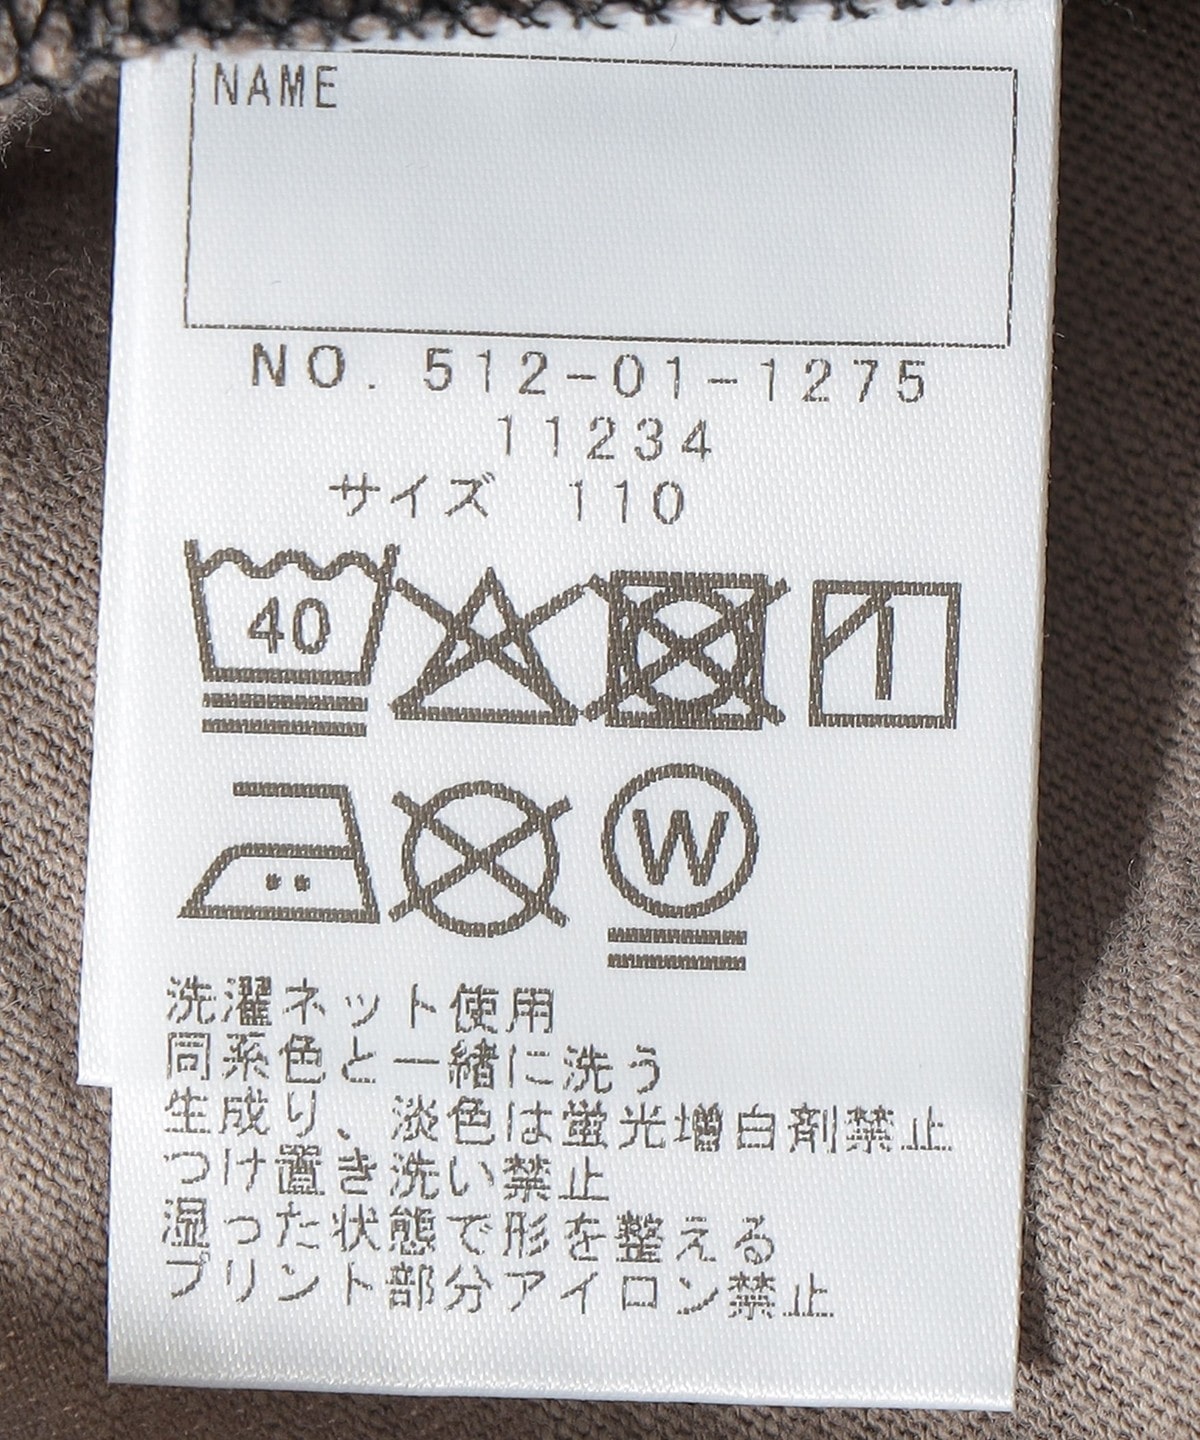 NAME
NO. 512-01-1275
11234
サイズ 110
40
W
洗濯ネット使用
同系色と一緒に洗う
生成り、淡色は蛍光増白剤禁止
つけ置き洗い禁止
湿った状態で形を整える
プリント部分アイロン禁止